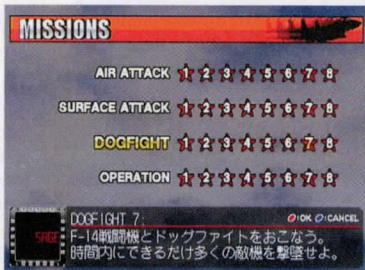 MISSIONS
AIR ATTACK 1 2 3 4 5 6 7 8
SURFACE ATTACK 1 2 3 4 5 6 7 8
DOGFIGHT 1 2 3 4 5 6 7 8
OPERATION 1 2 3 4 5 6 7 8
DOGFIGHT 7: O:OK O:CANCEL
SAGE
F-14戦闘機とドッグファイトをおこなう。
時間内にできるだけ多くの敵機を撃墜せよ。